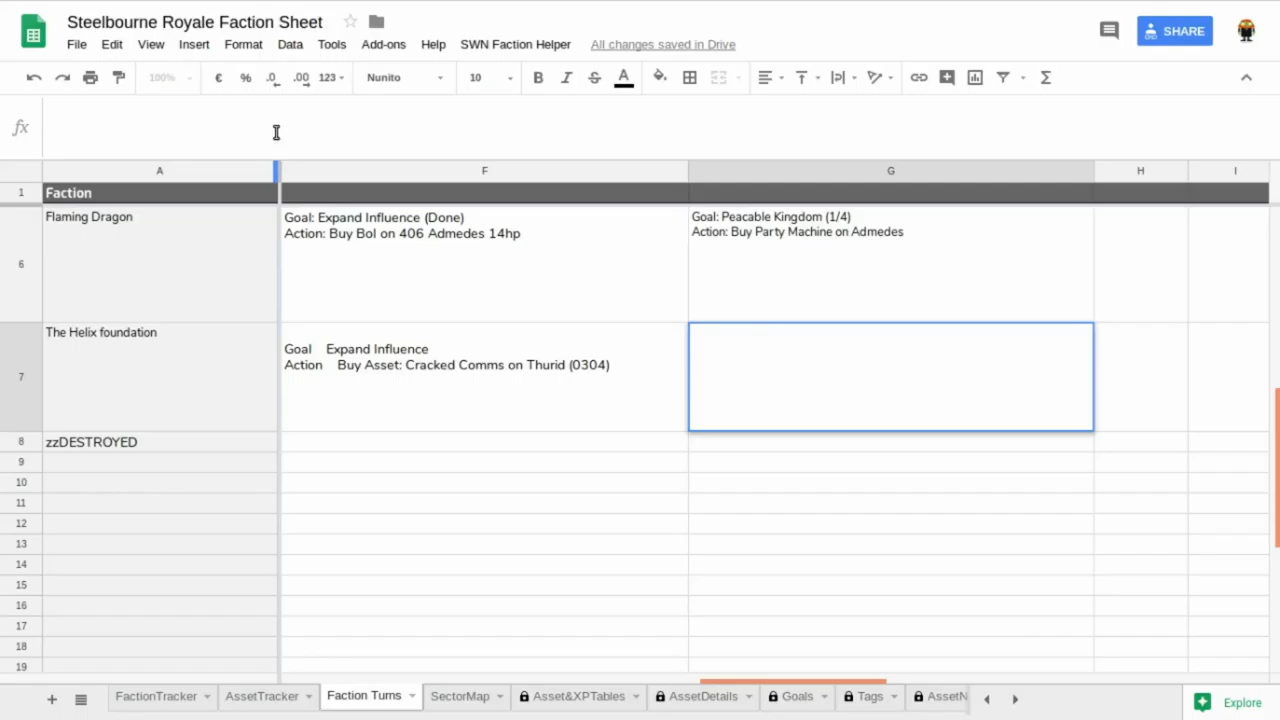 Steelbourne Royale Faction Sheet
File Edit View Insert Format Data Tools Add-ons Help SWN Faction Helper All changes saved in Drive
SHARE
100% € % .0 .00 123 Nunito 10 B I S A Σ
fx
A F G H I
1 Faction
6 Flaming Dragon
Goal: Expand Influence (Done)
Action: Buy BoI on 406 Admedes 14hp
Goal: Peacable Kingdom (1/4)
Action: Buy Party Machine on Admedes
7 The Helix foundation
Goal Expand Influence
Action Buy Asset: Cracked Comms on Thurid (0304)
8 zzDESTROYED
9
10
11
12
13
14
15
16
17
18
19
FactionTracker AssetTracker Faction Turns SectorMap Asset&XPTables AssetDetails Goals Tags AssetN Explore